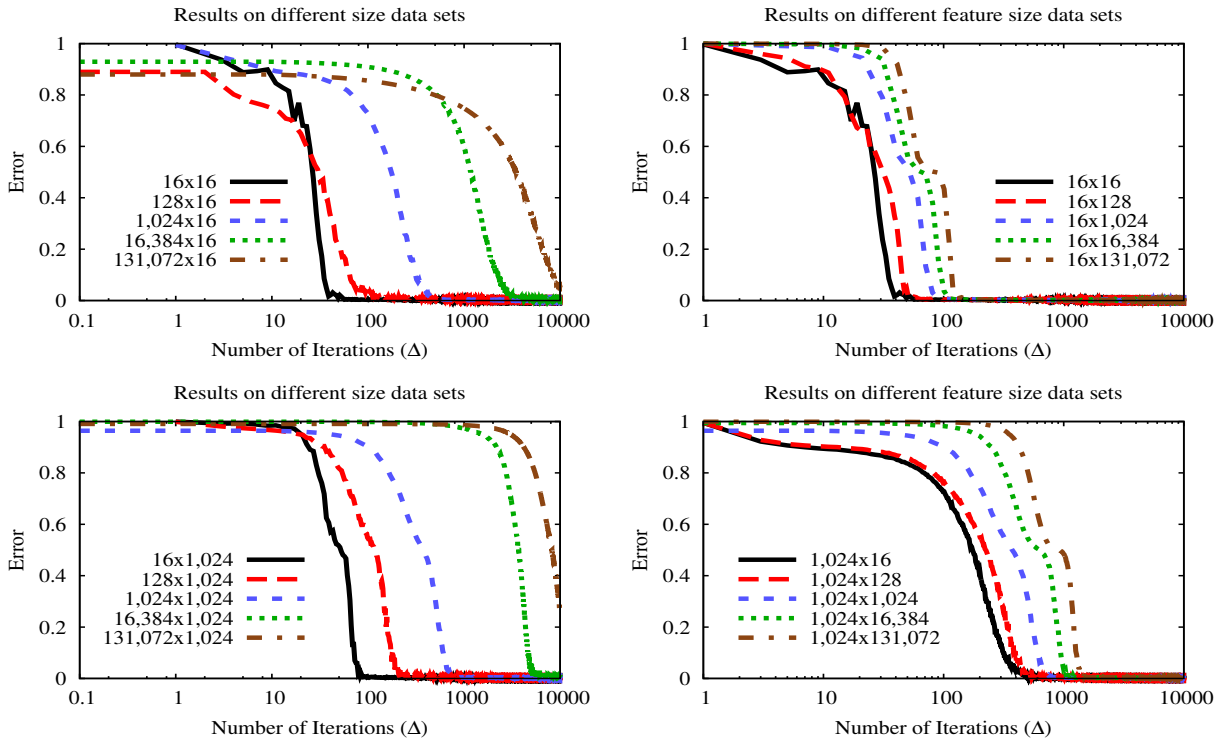 Results on different size data sets
1
0.8
0.6
0.4
0.2
0
Error
16x16
128x16
1,024x16
16,384x16
131,072x16
0.1
1
10
100
1000
10000
Number of Iterations (Δ)
Results on different feature size data sets
1
0.8
0.6
0.4
0.2
0
Error
16x16
16x128
16x1,024
16x16,384
16x131,072
1
10
100
1000
10000
Number of Iterations (Δ)
Results on different size data sets
1
0.8
0.6
0.4
0.2
0
Error
16x1,024
128x1,024
1,024x1,024
16,384x1,024
131,072x1,024
0.1
1
10
100
1000
10000
Number of Iterations (Δ)
Results on different feature size data sets
1
0.8
0.6
0.4
0.2
0
Error
1,024x16
1,024x128
1,024x1,024
1,024x16,384
1,024x131,072
1
10
100
1000
10000
Number of Iterations (Δ)